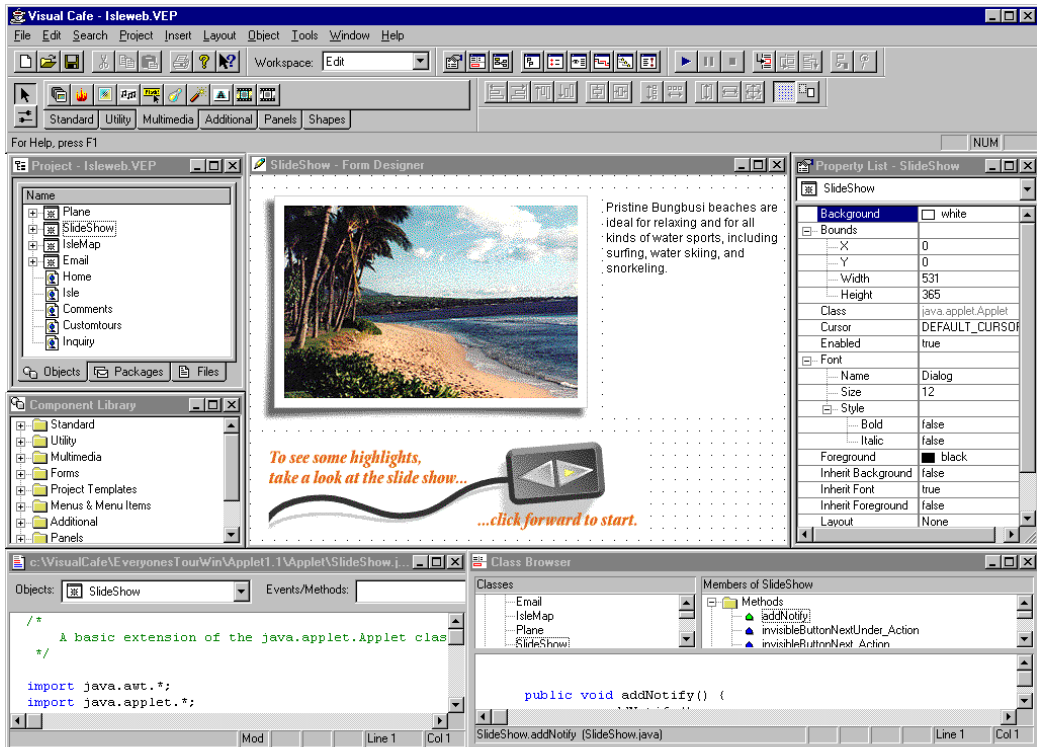 Visual Cafe - Isleweb.VEP
File Edit Search Project Insert Layout Object Tools Window Help
Workspace: Edit
Standard Utility Multimedia Additional Panels Shapes
For Help, press F1
NUM
Project - Isleweb.VEP
Name
Plane
SlideShow
IsleMap
Email
Home
Isle
Comments
Customtours
Inquiry
Objects Packages Files
Component Library
Standard
Utility
Multimedia
Forms
Project Templates
Menus & Menu Items
Additional
Panels
SlideShow - Form Designer
Pristine Bungbusi beaches are
ideal for relaxing and for all
kinds of water sports, including
surfing, water skiing, and
snorkeling.
To see some highlights,
take a look at the slide show...
...click forward to start.
Property List - SlideShow
SlideShow
Background white
Bounds
X 0
Y 0
Width 531
Height 365
Class java.applet.Applet
Cursor DEFAULT_CURSOR
Enabled true
Font
Name Dialog
Size 12
Style
Bold false
Italic false
Foreground black
Inherit Background false
Inherit Font true
Inherit Foreground false
Layout None
c:\VisualCafe\EveryonesTourWin\Applet1.1\Applet\SlideShow.j...
Objects: SlideShow Events/Methods:
/*
A basic extension of the java.applet.Applet clas
*/
import java.awt.*;
import java.applet.*;
Mod Line 1 Col 1
Class Browser
Classes
Email
IsleMap
Plane
SlideShow
Members of SlideShow
Methods
addNotify
invisibleButtonNextUnder_Action
invisibleButtonNext_Action
public void addNotify() {
SlideShow.addNotify (SlideShow.java)
Line 1 Col 1